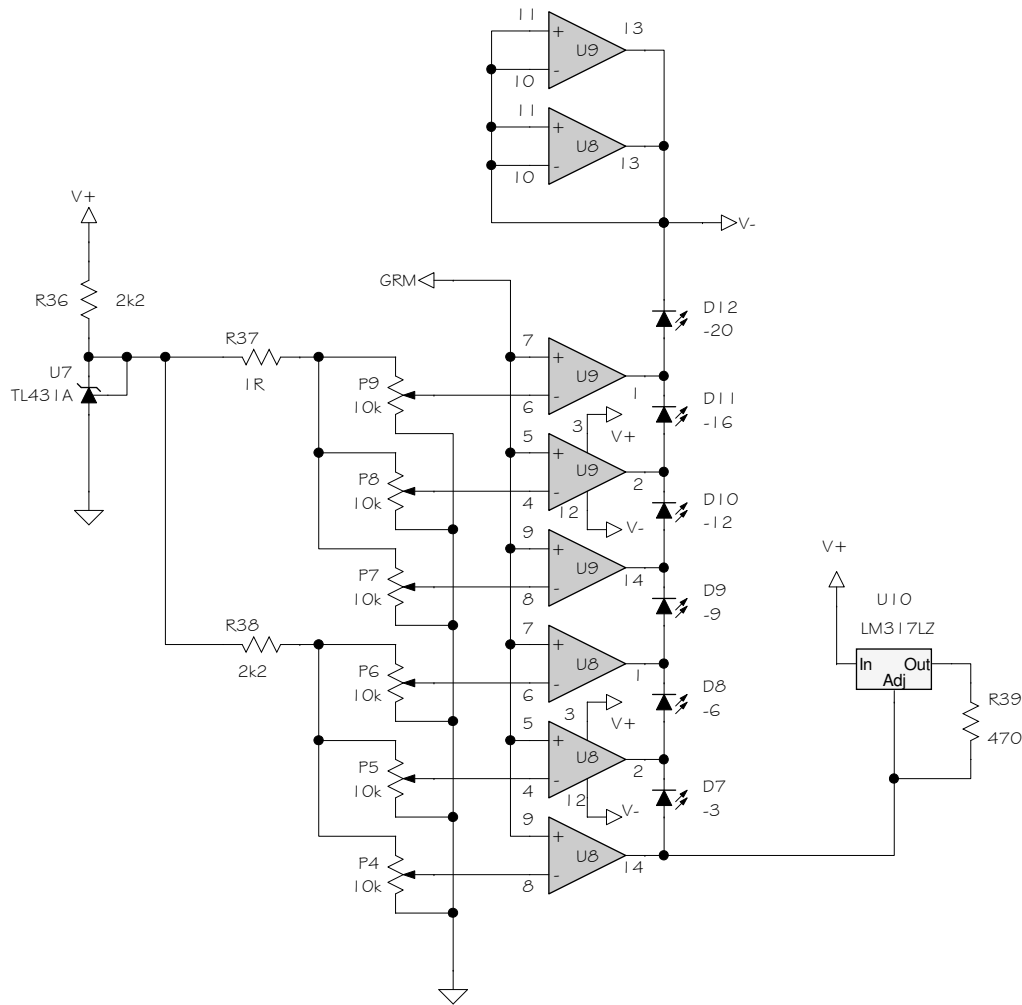 11
13
+
U9
-
10
11
+
U8
-
10
13
V+
V-
GRM
R36 2k2
D12
-20
R37
7
U7
TL431A
+
U9
1R
P9
10k
-
1
6
D11
-16
3
V+
5
+
P8
10k
U9
2
-
4
12
D10
-12
V-
9
+
P7
10k
U9
14
-
8
D9
-9
V+
U10
LM317LZ
R38
2k2
7
+
In Out
Adj
P6
10k
U8
1
-
6
D8
-6
R39
470
3
V+
5
+
P5
10k
U8
2
-
4
12
D7
-3
V-
9
+
P4
10k
U8
14
-
8